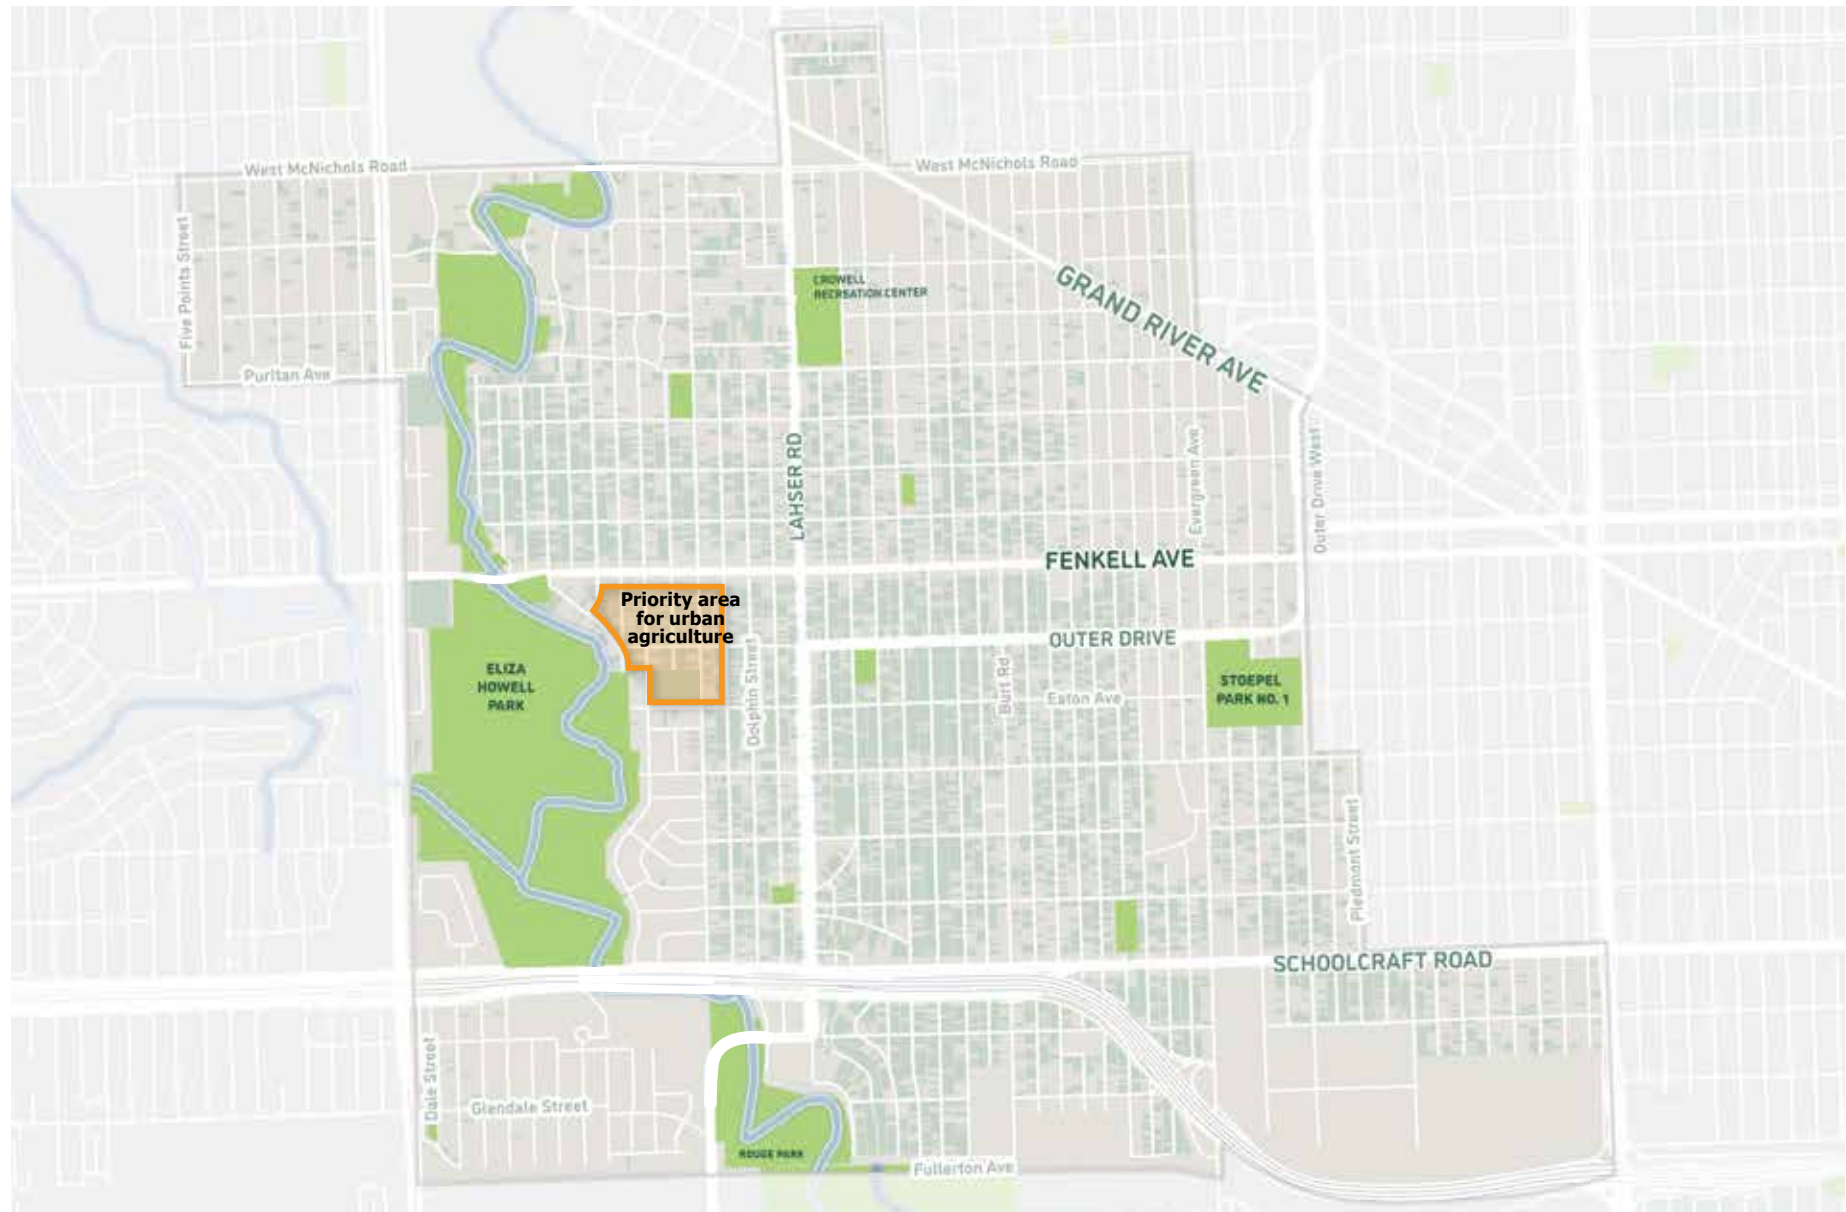 West McNichols Road
West McNichols Road
Five Points Street
CROWELL
RECRSATION CENTER
GRAND RIVER AVE
Puritan Ave
LAHSER RD
Evergreen Ave
Outer Drive West
FENKELL AVE
Priority area
for urban
agriculture
OUTER DRIVE
Dolphin Street
Burt Rd
ELIZA
HOWELL
PARK
Eaton Ave
STOEPEL
PARK NO. 1
Piedmont Street
SCHOOLCRAFT ROAD
Dale Street
Glendale Street
ROUGE PARK
Fullerton Ave